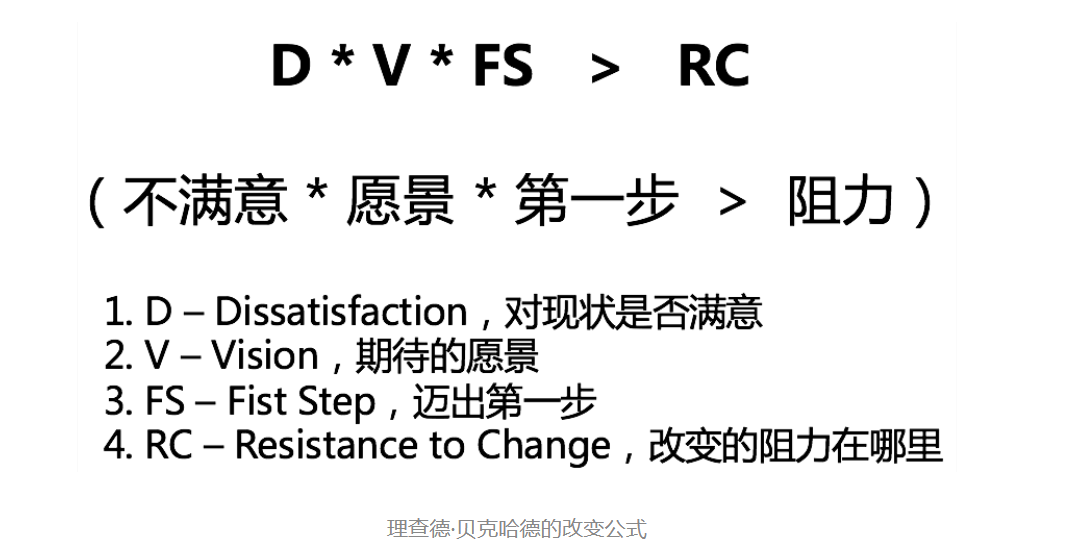 D * V * FS > RC
（不满意 * 愿景 * 第一步 > 阻力）
1. D – Dissatisfaction，对现状是否满意
2. V – Vision，期待的愿景
3. FS – Fist Step，迈出第一步
4. RC – Resistance to Change，改变的阻力在哪里
理查德·贝克哈德的改变公式